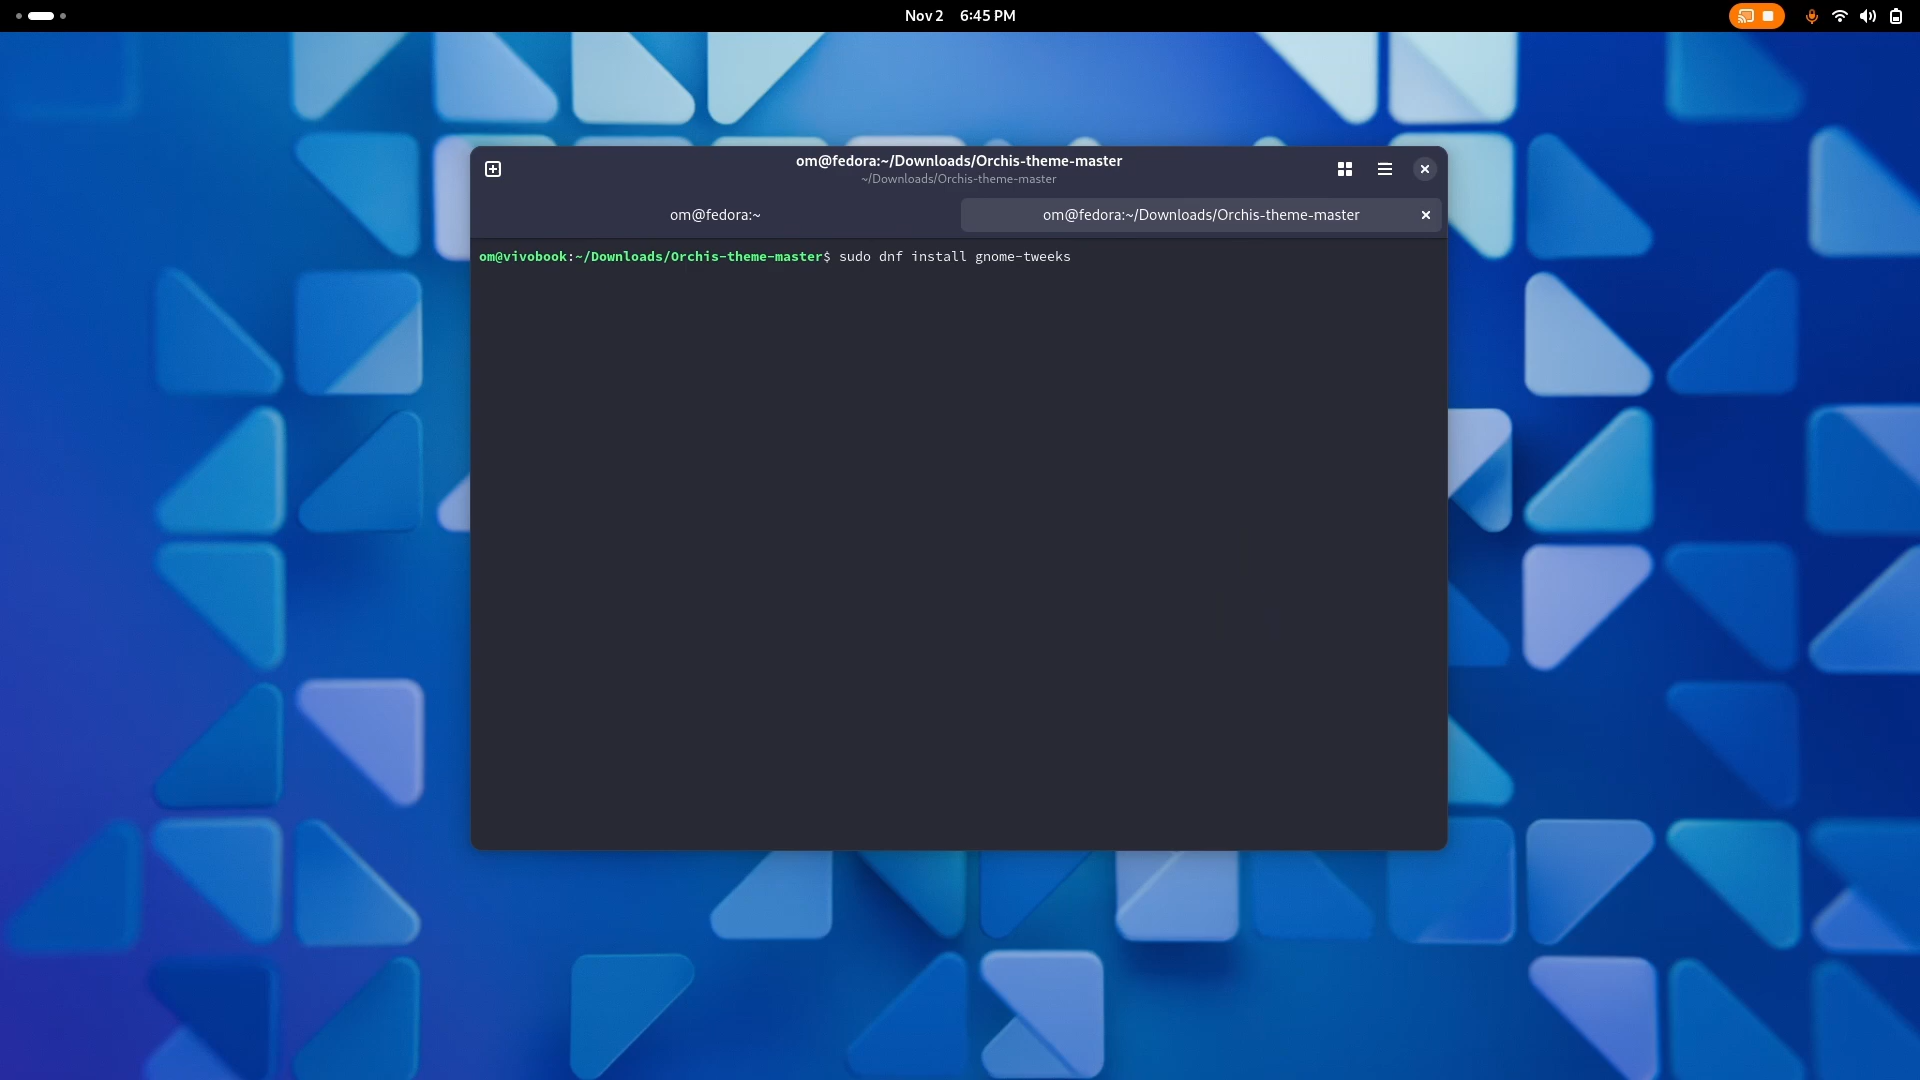 Nov 2 6:45 PM
om@fedora:~/Downloads/Orchis-theme-master
~/Downloads/Orchis-theme-master
om@fedora:~
om@fedora:~/Downloads/Orchis-theme-master
om@vivobook:~/Downloads/Orchis-theme-master$ sudo dnf install gnome-tweeks